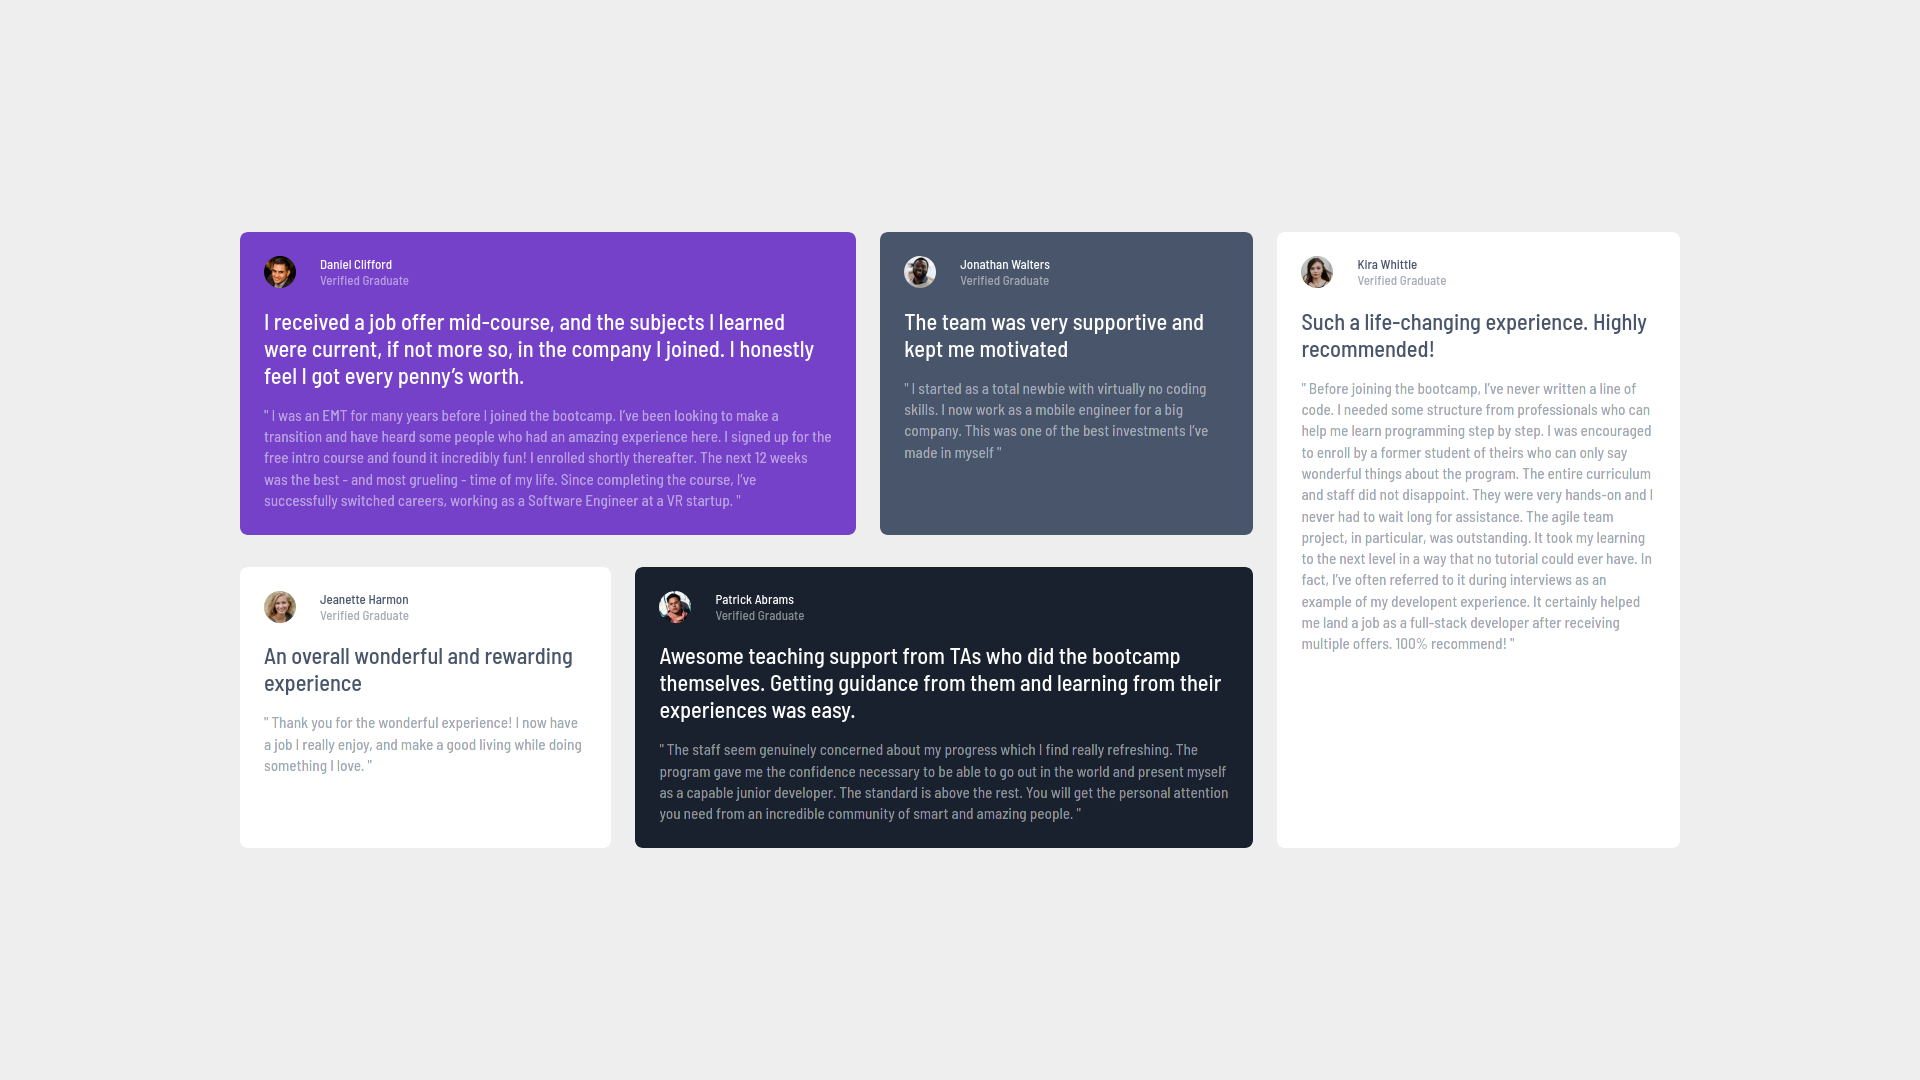 Daniel Clifford
Verified Graduate
I received a job offer mid-course, and the subjects I learned
were current, if not more so, in the company I joined. I honestly
feel I got every penny’s worth.
" I was an EMT for many years before I joined the bootcamp. I’ve been looking to make a
transition and have heard some people who had an amazing experience here. I signed up for the
free intro course and found it incredibly fun! I enrolled shortly thereafter. The next 12 weeks
was the best - and most grueling - time of my life. Since completing the course, I’ve
successfully switched careers, working as a Software Engineer at a VR startup. "
Jonathan Walters
Verified Graduate
The team was very supportive and
kept me motivated
" I started as a total newbie with virtually no coding
skills. I now work as a mobile engineer for a big
company. This was one of the best investments I’ve
made in myself "
Kira Whittle
Verified Graduate
Such a life-changing experience. Highly
recommended!
" Before joining the bootcamp, I’ve never written a line of
code. I needed some structure from professionals who can
help me learn programming step by step. I was encouraged
to enroll by a former student of theirs who can only say
wonderful things about the program. The entire curriculum
and staff did not disappoint. They were very hands-on and I
never had to wait long for assistance. The agile team
project, in particular, was outstanding. It took my learning
to the next level in a way that no tutorial could ever have. In
fact, I’ve often referred to it during interviews as an
example of my developent experience. It certainly helped
me land a job as a full-stack developer after receiving
multiple offers. 100% recommend! "
Jeanette Harmon
Verified Graduate
An overall wonderful and rewarding
experience
" Thank you for the wonderful experience! I now have
a job I really enjoy, and make a good living while doing
something I love. "
Patrick Abrams
Verified Graduate
Awesome teaching support from TAs who did the bootcamp
themselves. Getting guidance from them and learning from their
experiences was easy.
" The staff seem genuinely concerned about my progress which I find really refreshing. The
program gave me the confidence necessary to be able to go out in the world and present myself
as a capable junior developer. The standard is above the rest. You will get the personal attention
you need from an incredible community of smart and amazing people. "